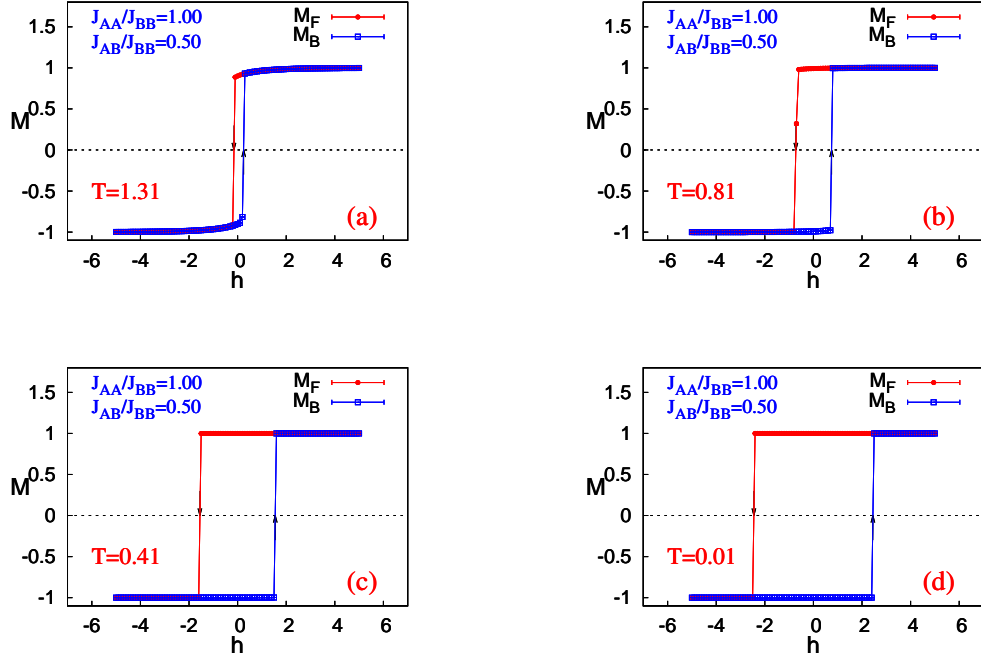 J_AA/J_BB=1.00
J_AB/J_BB=0.50
M_F
M_B
1.5
1
0.5
0
-0.5
-1
M
T=1.31
(a)
-6 -4 -2 0 2 4 6
h
J_AA/J_BB=1.00
J_AB/J_BB=0.50
M_F
M_B
1.5
1
0.5
0
-0.5
-1
M
T=0.81
(b)
-6 -4 -2 0 2 4 6
h
J_AA/J_BB=1.00
J_AB/J_BB=0.50
M_F
M_B
1.5
1
0.5
0
-0.5
-1
M
T=0.41
(c)
-6 -4 -2 0 2 4 6
h
J_AA/J_BB=1.00
J_AB/J_BB=0.50
M_F
M_B
1.5
1
0.5
0
-0.5
-1
M
T=0.01
(d)
-6 -4 -2 0 2 4 6
h